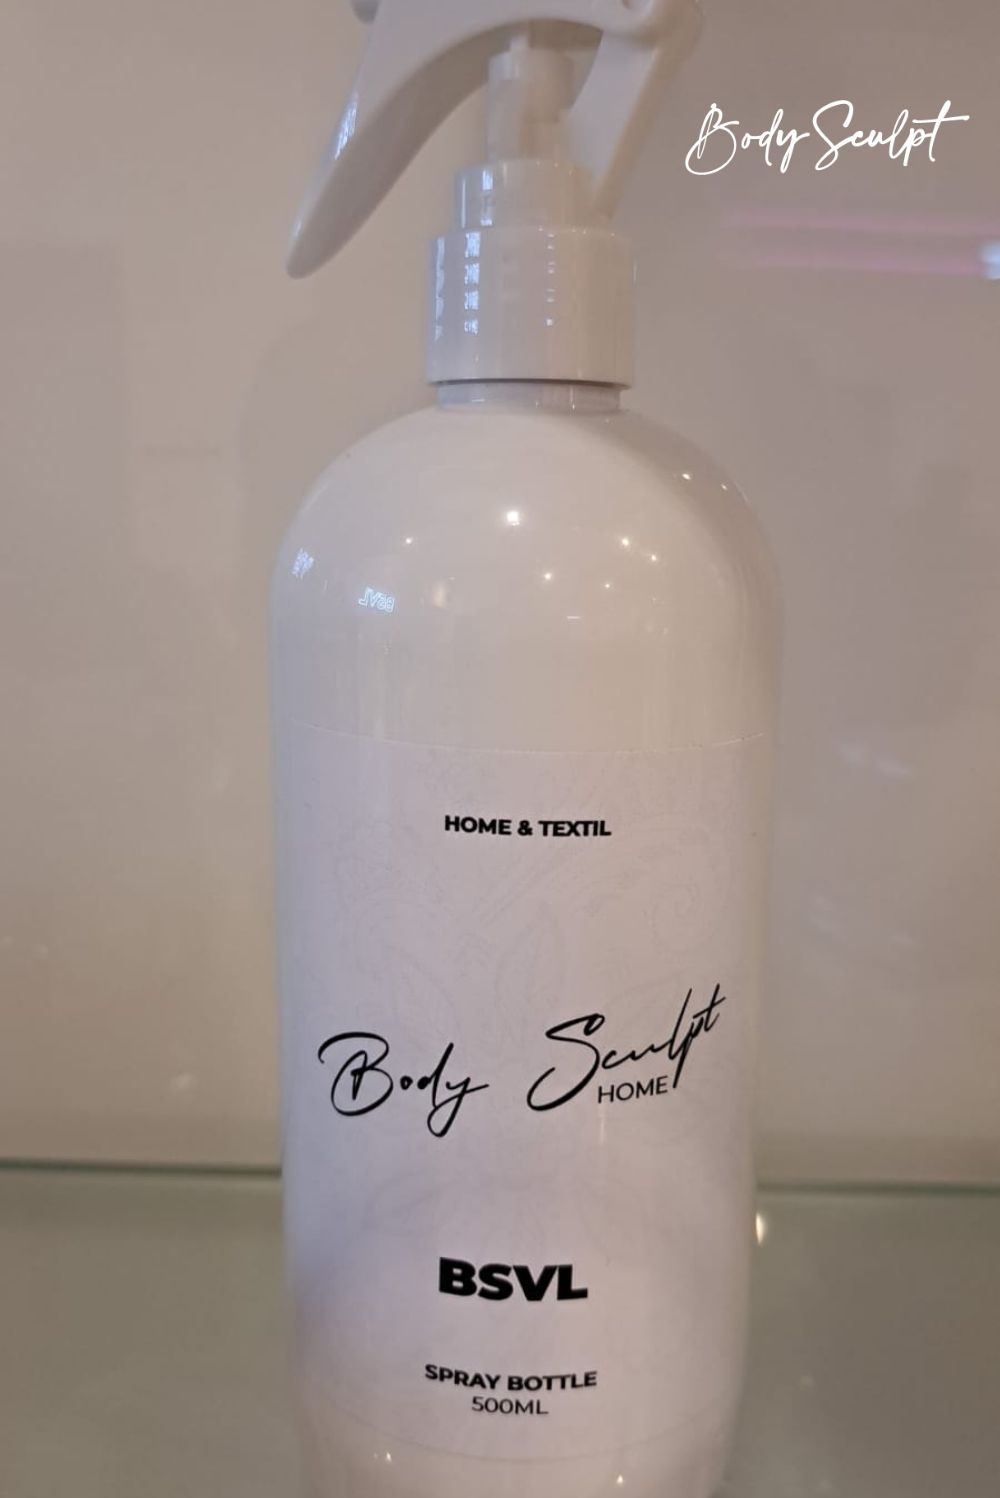 Body Sculpt
HOME & TEXTIL
Body Sculpt
HOME
BSVL
SPRAY BOTTLE
500ML